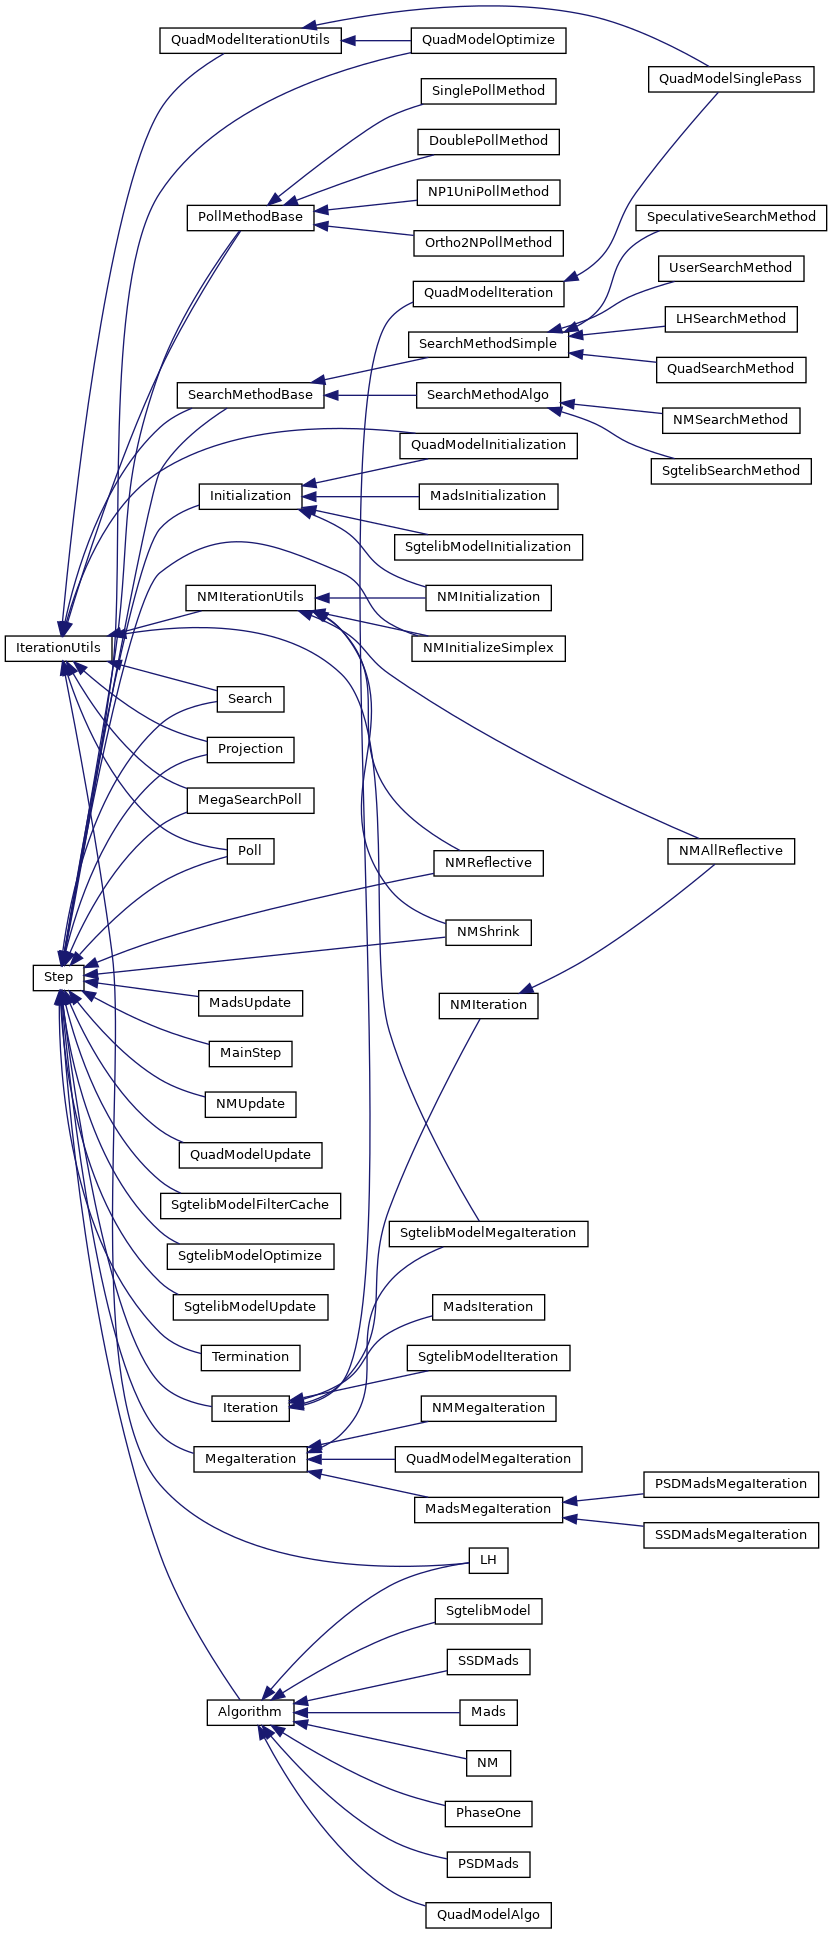 QuadModelIterationUtils
QuadModelOptimize
QuadModelSinglePass
SinglePollMethod
DoublePollMethod
NP1UniPollMethod
PollMethodBase
SpeculativeSearchMethod
Ortho2NPollMethod
UserSearchMethod
QuadModelIteration
LHSearchMethod
SearchMethodSimple
QuadSearchMethod
SearchMethodBase
SearchMethodAlgo
NMSearchMethod
QuadModelInitialization
SgtelibSearchMethod
Initialization
MadsInitialization
SgtelibModelInitialization
NMIterationUtils
NMInitialization
IterationUtils
NMInitializeSimplex
Search
Projection
MegaSearchPoll
Poll
NMAllReflective
NMReflective
NMShrink
Step
MadsUpdate
NMIteration
MainStep
NMUpdate
QuadModelUpdate
SgtelibModelFilterCache
SgtelibModelMegaIteration
SgtelibModelOptimize
SgtelibModelUpdate
MadsIteration
Termination
SgtelibModelIteration
Iteration
NMMegaIteration
MegaIteration
QuadModelMegaIteration
PSDMadsMegaIteration
MadsMegaIteration
SSDMadsMegaIteration
LH
SgtelibModel
SSDMads
Algorithm
Mads
NM
PhaseOne
PSDMads
QuadModelAlgo